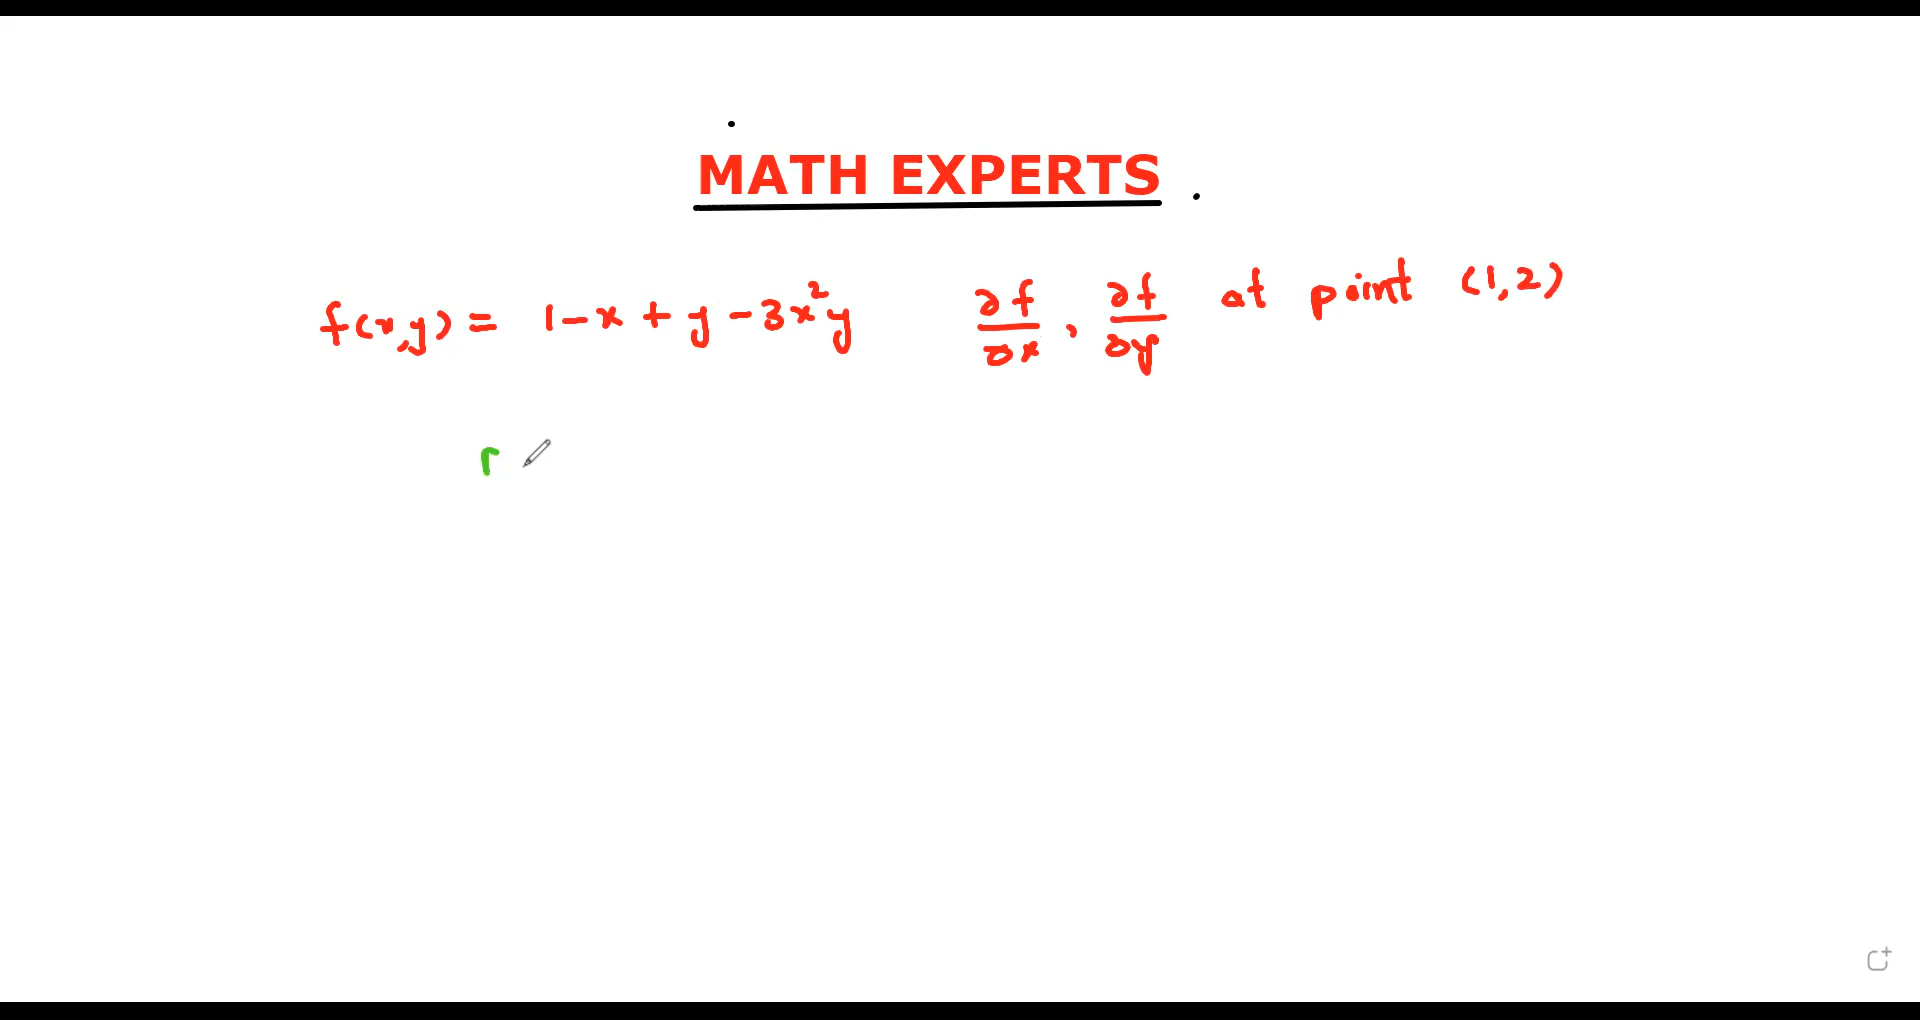 MATH EXPERTS .
f(x,y) = 1-x+y-3x²y ∂f/∂x , ∂f/∂y at point (1,2)
r